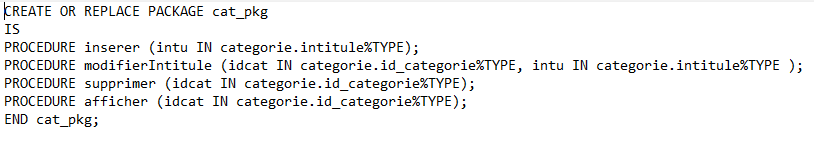 CREATE OR REPLACE PACKAGE cat_pkg
IS
PROCEDURE inserer (intu IN categorie.intitule%TYPE);
PROCEDURE modifierIntitule (idcat IN categorie.id_categorie%TYPE, intu IN categorie.intitule%TYPE );
PROCEDURE supprimer (idcat IN categorie.id_categorie%TYPE);
PROCEDURE afficher (idcat IN categorie.id_categorie%TYPE);
END cat_pkg;